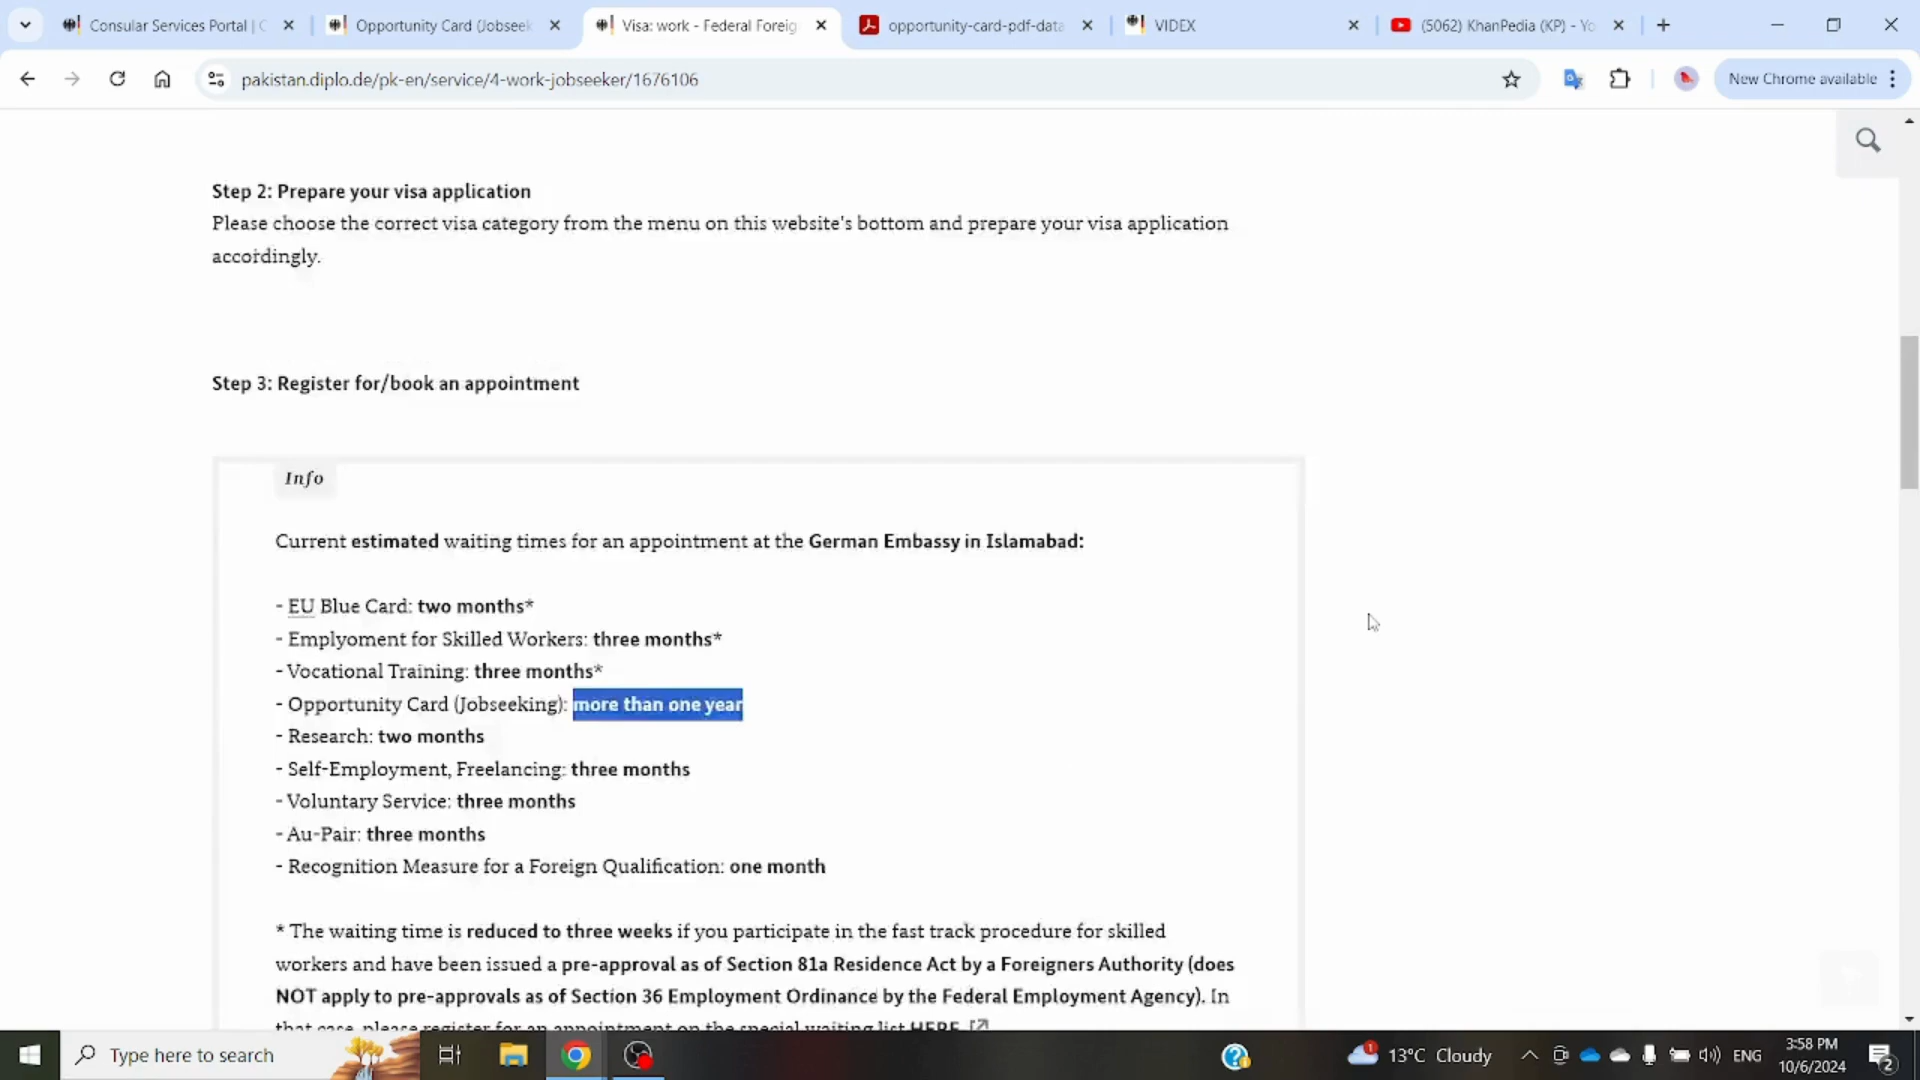 Consular Services Portal | C
Opportunity Card (Jobseek
Visa: work - Federal Foreig
opportunity-card-pdf-data
VIDEX
(5062) KhanPedia (KP) - Yo
pakistan.diplo.de/pk-en/service/4-work-jobseeker/1676106
New Chrome available
Step 2: Prepare your visa application
Please choose the correct visa category from the menu on this website's bottom and prepare your visa application
accordingly.
Step 3: Register for/book an appointment
Info
Current estimated waiting times for an appointment at the German Embassy in Islamabad:
- EU Blue Card: two months*
- Emplyoment for Skilled Workers: three months*
- Vocational Training: three months*
- Opportunity Card (Jobseeking): more than one year
- Research: two months
- Self-Employment, Freelancing: three months
- Voluntary Service: three months
- Au-Pair: three months
- Recognition Measure for a Foreign Qualification: one month
* The waiting time is reduced to three weeks if you participate in the fast track procedure for skilled
workers and have been issued a pre-approval as of Section 81a Residence Act by a Foreigners Authority (does
NOT apply to pre-approvals as of Section 36 Employment Ordinance by the Federal Employment Agency). In
that case, please register for an appointment on the special waiting list HERE
Type here to search
1
13°C Cloudy
ENG
3:58 PM
10/6/2024
2